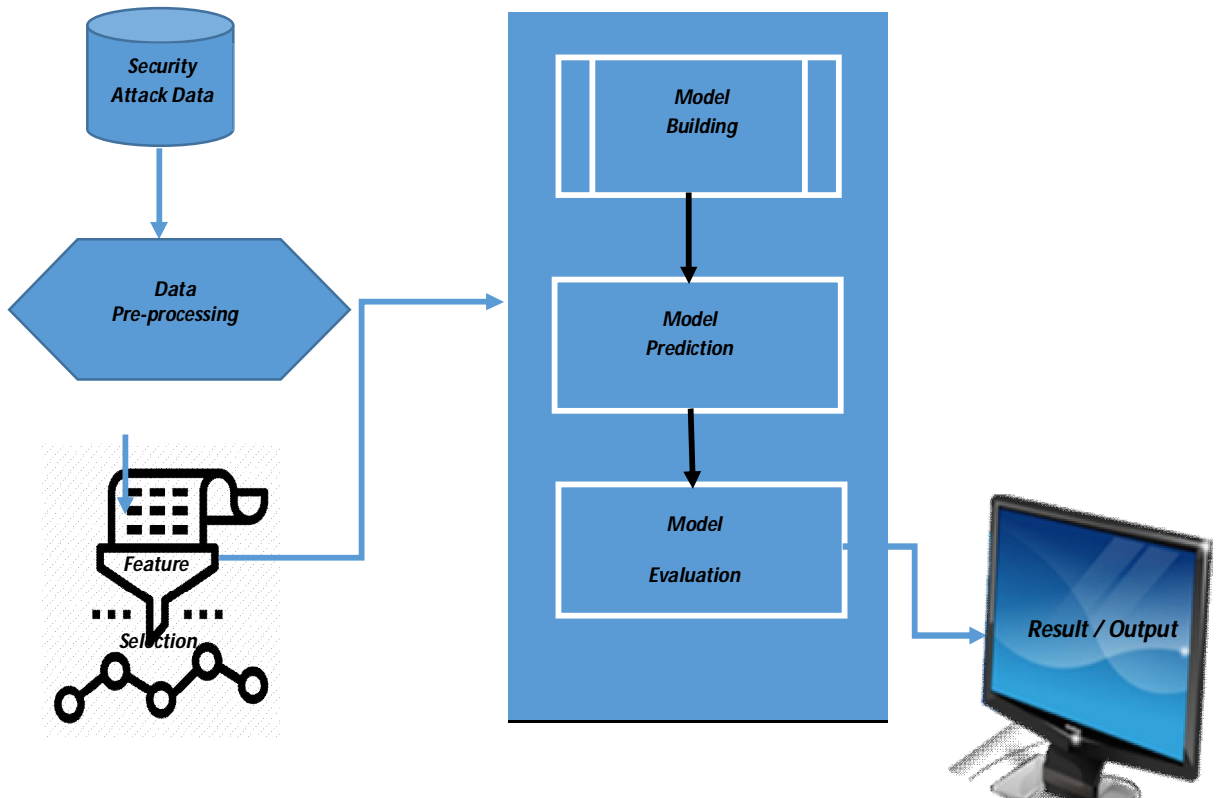 Security
Attack Data
Data
Pre-processing
Feature
Selection
Model
Building
Model
Prediction
Model
Evaluation
Result / Output